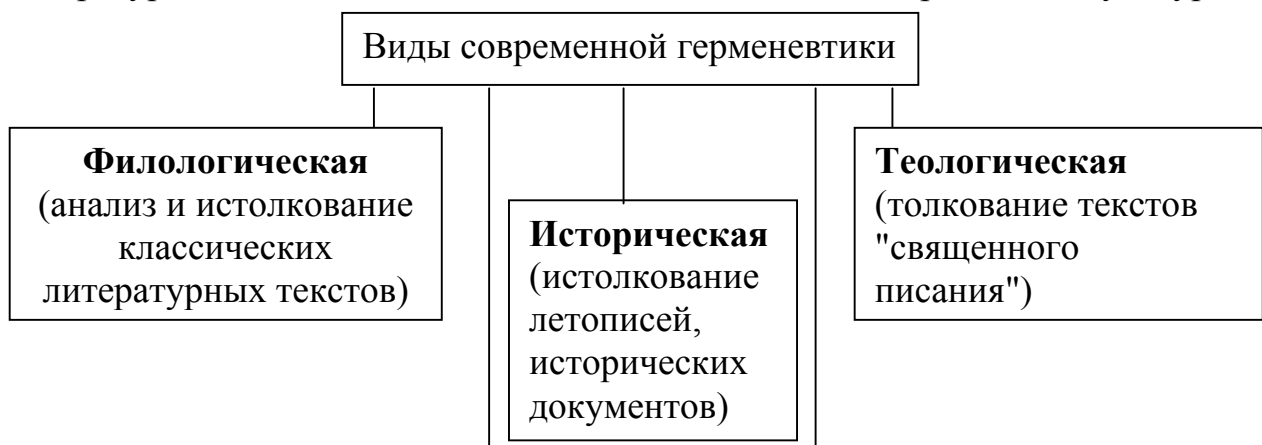 Виды современной герменевтики
Филологическая
(анализ и истолкование
классических
литературных текстов)
Историческая
(истолкование
летописей,
исторических
документов)
Теологическая
(толкование текстов
"священного
писания")